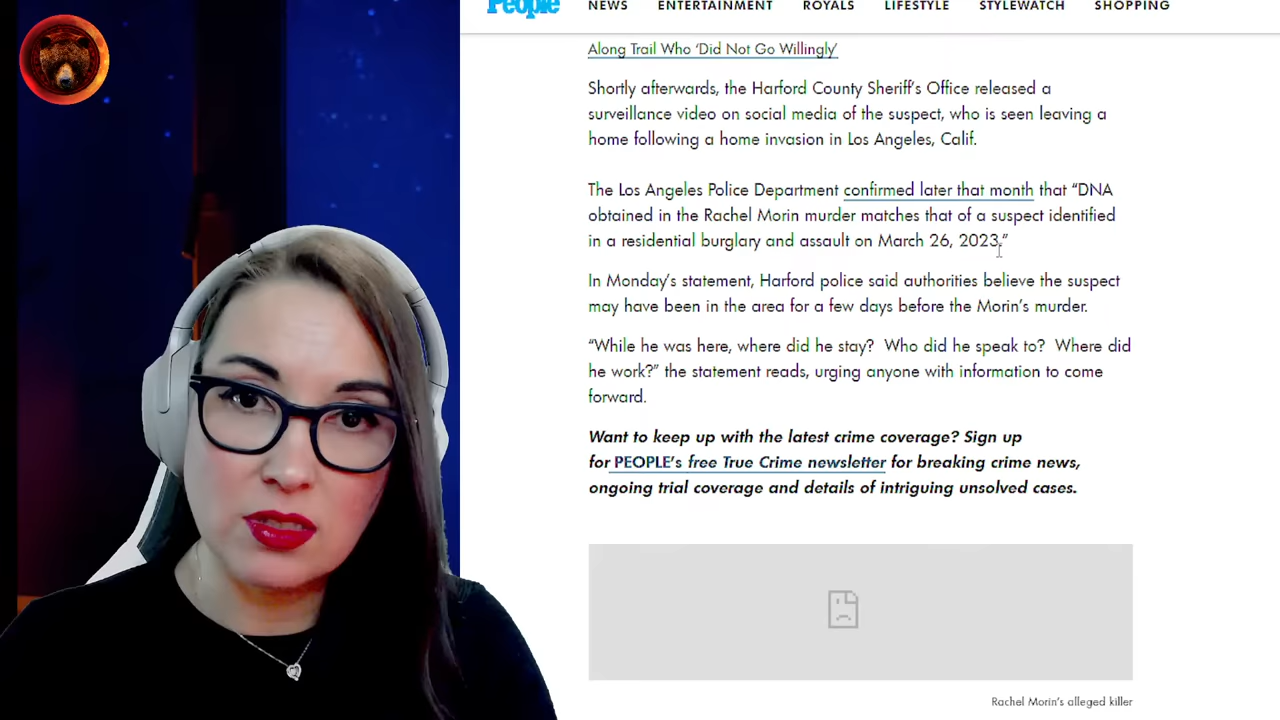 People
NEWS ENTERTAINMENT ROYALS LIFESTYLE STYLEWATCH SHOPPING
Along Trail Who ‘Did Not Go Willingly’
Shortly afterwards, the Harford County Sheriff’s Office released a
surveillance video on social media of the suspect, who is seen leaving a
home following a home invasion in Los Angeles, Calif.
The Los Angeles Police Department confirmed later that month that “DNA
obtained in the Rachel Morin murder matches that of a suspect identified
in a residential burglary and assault on March 26, 2023.”
In Monday’s statement, Harford police said authorities believe the suspect
may have been in the area for a few days before the Morin’s murder.
“While he was here, where did he stay?  Who did he speak to?  Where did
he work?” the statement reads, urging anyone with information to come
forward.
Want to keep up with the latest crime coverage? Sign up
for PEOPLE’s free True Crime newsletter for breaking crime news,
ongoing trial coverage and details of intriguing unsolved cases.
Rachel Morin’s alleged killer